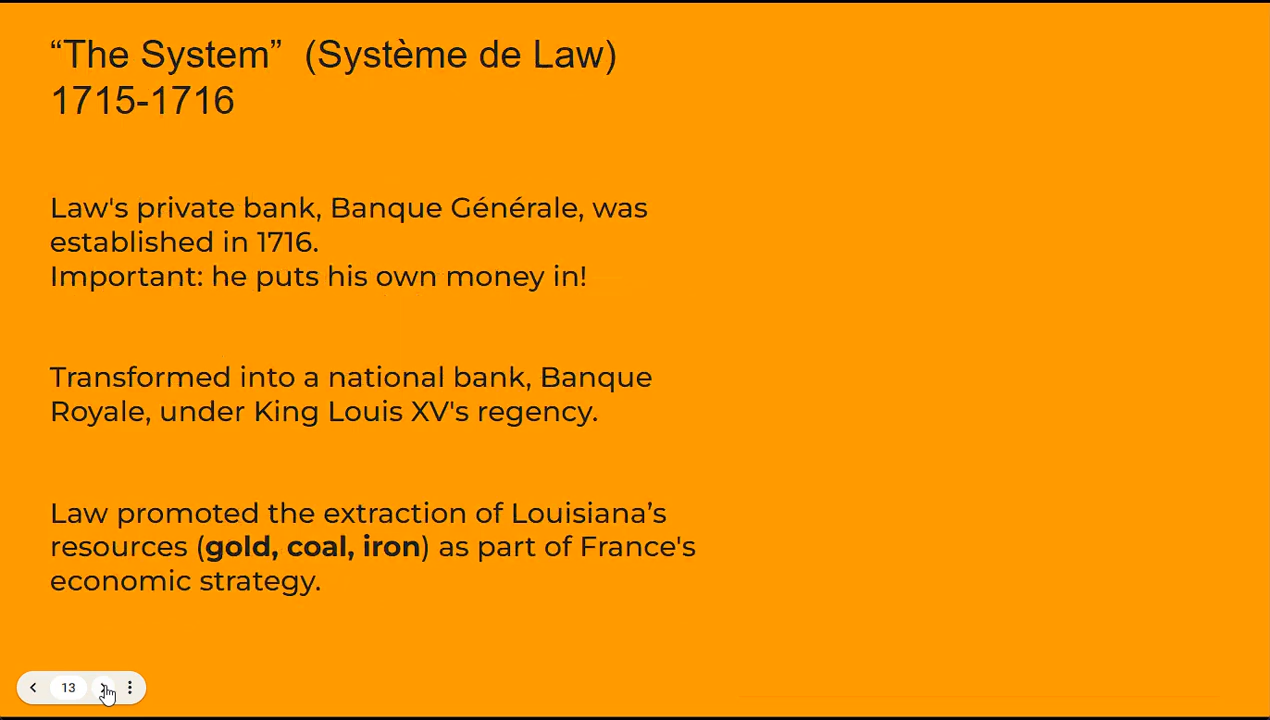 “The System”  (Système de Law)
1715-1716
Law's private bank, Banque Générale, was
established in 1716.
Important: he puts his own money in!
Transformed into a national bank, Banque
Royale, under King Louis XV's regency.
Law promoted the extraction of Louisiana’s
resources (gold, coal, iron) as part of France's
economic strategy.
13